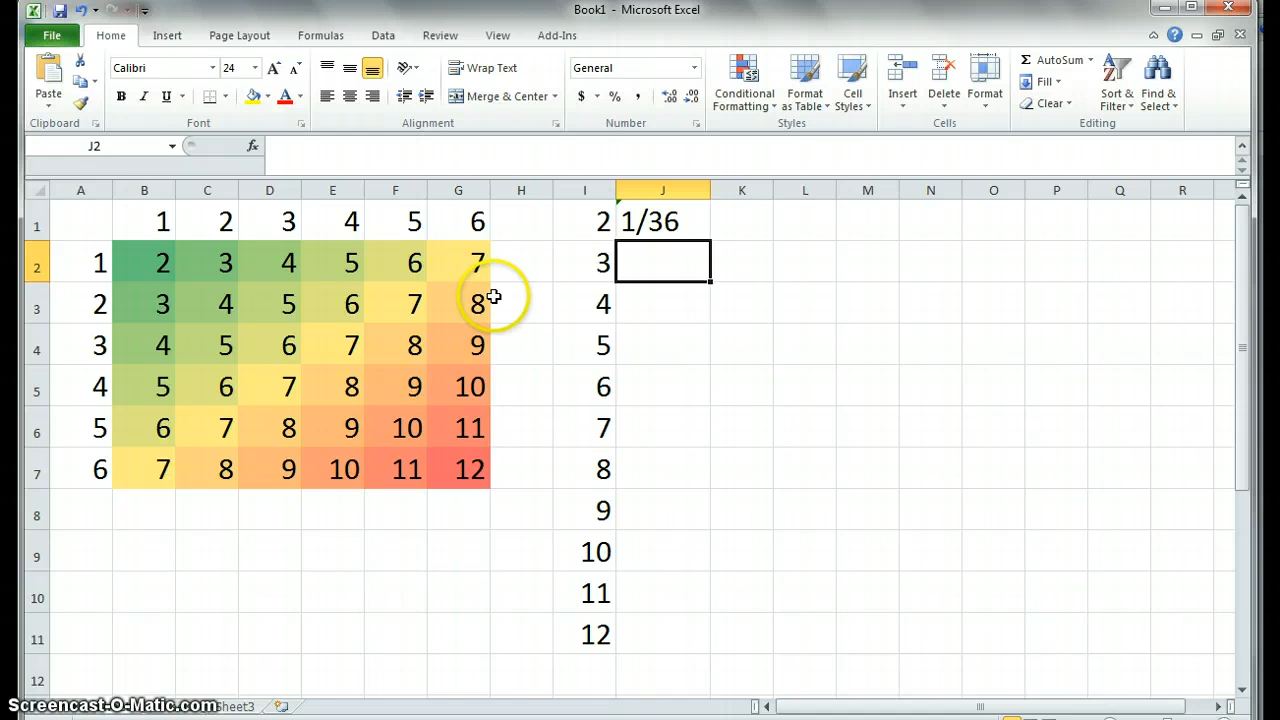 Book1 - Microsoft Excel
File Home Insert Page Layout Formulas Data Review View Add-Ins
Calibri 24 Wrap Text General AutoSum
Paste B I U Merge & Center $ % , Conditional Formatting Format as Table Cell Styles Insert Delete Format Fill Clear Sort & Filter Find & Select
Clipboard Font Alignment Number Styles Cells Editing
J2 fx
A B C D E F G H I J K L M N O P Q R
1 1 2 3 4 5 6 2 1/36
2 1 2 3 4 5 6 7 3
3 2 3 4 5 6 7 8 4
4 3 4 5 6 7 8 9 5
5 4 5 6 7 8 9 10 6
6 5 6 7 8 9 10 11 7
7 6 7 8 9 10 11 12 8
8 9
9 10
10 11
11 12
12
Screencast-O-Matic.com Sheet3